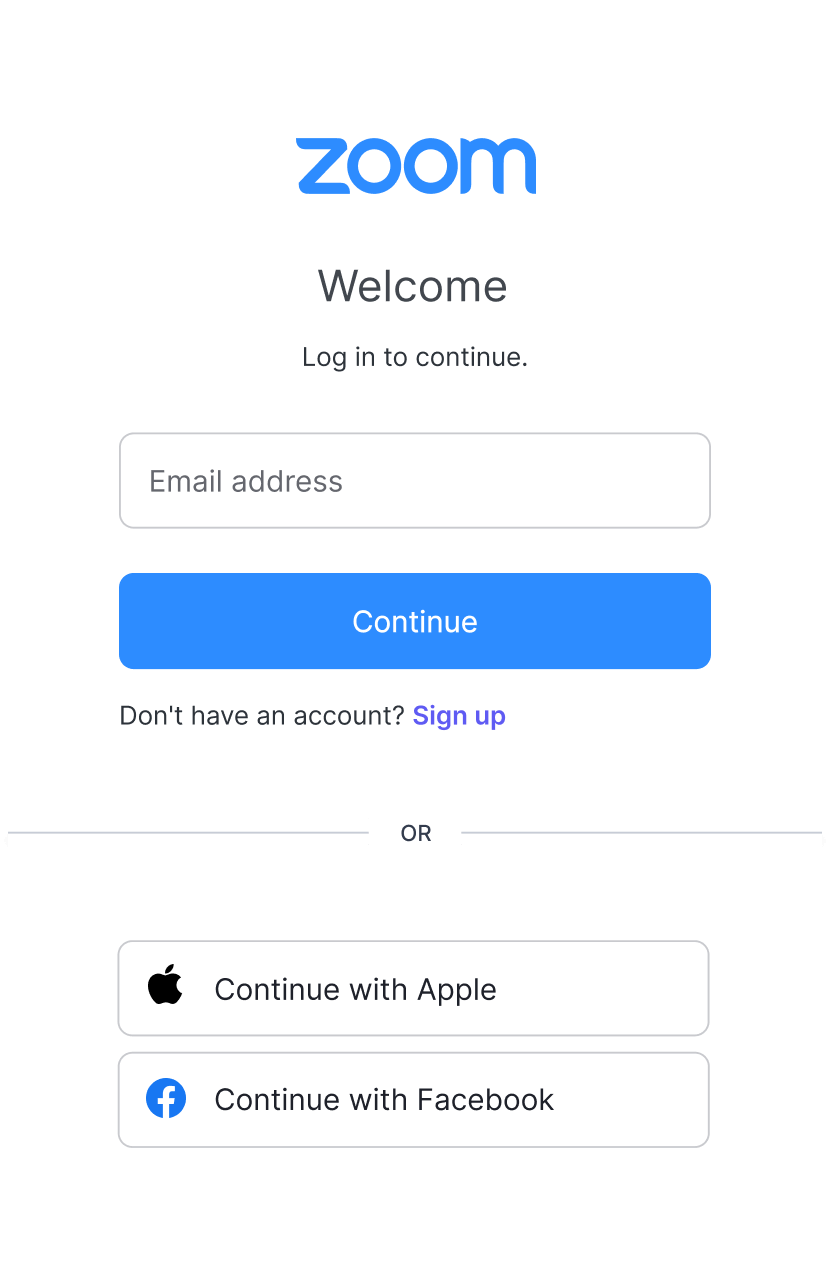 zoom
Welcome
Log in to continue.
Email address
Continue
Don't have an account? Sign up
OR
Continue with Apple
Continue with Facebook